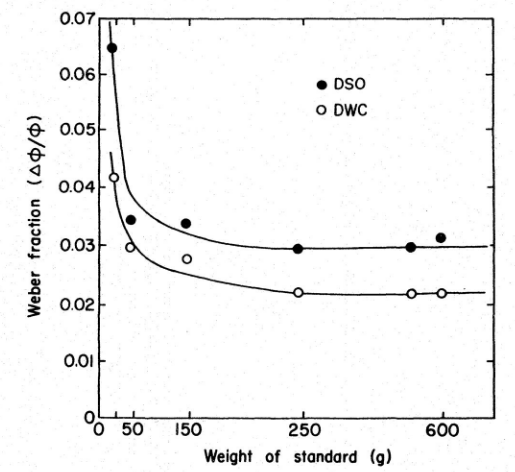 0.07
0.06
0.05
0.04
0.03
0.02
0.01
0
Weber fraction (ΔΦ/Φ)
● DSO
○ DWC
0 50 150 250 600
Weight of standard (g)